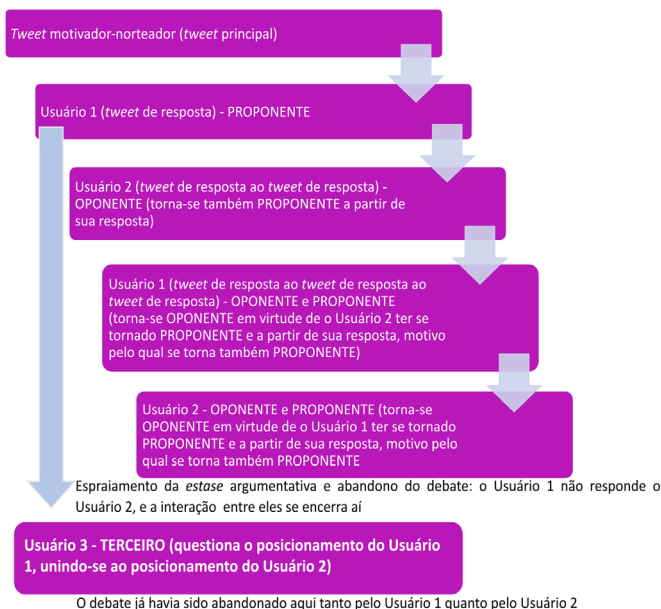 Tweet motivador-norteador (tweet principal)
Usuário 1 (tweet de resposta) - PROPONENTE
Usuário 2 (tweet de resposta ao tweet de resposta) -
OPONENTE (torna-se também PROPONENTE a partir de
sua resposta)
Usuário 1 (tweet de resposta ao tweet de resposta ao
tweet de resposta) - OPONENTE e PROPONENTE
(torna-se OPONENTE em virtude de o Usuário 2 ter se
tornado PROPONENTE e a partir de sua resposta, motivo
pelo qual se torna também PROPONENTE)
Usuário 2 - OPONENTE e PROPONENTE (torna-se
OPONENTE em virtude de o Usuário 1 ter se tornado
PROPONENTE e a partir de sua resposta, motivo pelo
qual se torna também PROPONENTE
Espraiamento da estase argumentativa e abandono do debate: o Usuário 1 não responde o
Usuário 2, e a interação entre eles se encerra aí
Usuário 3 - TERCEIRO (questiona o posicionamento do Usuário
1, unindo-se ao posicionamento do Usuário 2)
O debate já havia sido abandonado aqui tanto pelo Usuário 1 quanto pelo Usuário 2